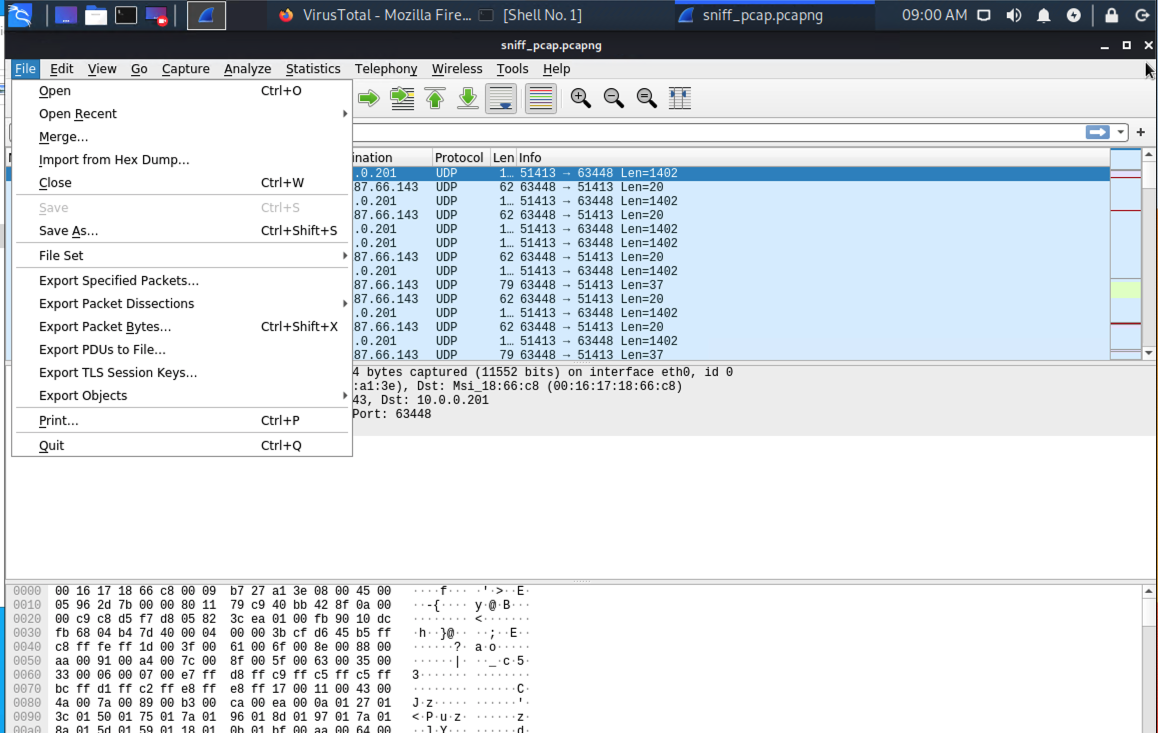 VirusTotal - Mozilla Fire... [Shell No. 1] sniff_pcap.pcapng 09:00 AM
sniff_pcap.pcapng
File Edit View Go Capture Analyze Statistics Telephony Wireless Tools Help
Open Ctrl+O
Open Recent
Merge...
Import from Hex Dump...
Close Ctrl+W
Save Ctrl+S
Save As... Ctrl+Shift+S
File Set
Export Specified Packets...
Export Packet Dissections
Export Packet Bytes... Ctrl+Shift+X
Export PDUs to File...
Export TLS Session Keys...
Export Objects
Print... Ctrl+P
Quit Ctrl+Q
ination Protocol Len Info
.0.201 UDP 1… 51413 → 63448 Len=1402
87.66.143 UDP 62 63448 → 51413 Len=20
.0.201 UDP 1… 51413 → 63448 Len=1402
87.66.143 UDP 62 63448 → 51413 Len=20
.0.201 UDP 1… 51413 → 63448 Len=1402
.0.201 UDP 1… 51413 → 63448 Len=1402
87.66.143 UDP 62 63448 → 51413 Len=20
.0.201 UDP 1… 51413 → 63448 Len=1402
87.66.143 UDP 79 63448 → 51413 Len=37
87.66.143 UDP 62 63448 → 51413 Len=20
.0.201 UDP 1… 51413 → 63448 Len=1402
87.66.143 UDP 62 63448 → 51413 Len=20
.0.201 UDP 1… 51413 → 63448 Len=1402
87.66.143 UDP 79 63448 → 51413 Len=37
4 bytes captured (11552 bits) on interface eth0, id 0
:a1:3e), Dst: Msi_18:66:c8 (00:16:17:18:66:c8)
43, Dst: 10.0.0.201
Port: 63448
0000 00 16 17 18 66 c8 00 09 b7 27 a1 3e 08 00 45 00 ····f··· ·'·>··E·
0010 05 96 2d 7b 00 00 80 11 79 c9 40 bb 42 8f 0a 00 ··-{···· y·@·B···
0020 00 c9 c8 d5 f7 d8 05 82 3c ea 01 00 fb 90 10 dc ········ <·······
0030 fb 68 04 b4 7d 40 00 04 00 00 3b cf d6 45 b5 ff ·h··}@·· ··;··E··
0040 c8 ff fe ff 1d 00 3f 00 61 00 6f 00 8e 00 88 00 ······?· a·o·····
0050 aa 00 91 00 a4 00 7c 00 8f 00 5f 00 63 00 35 00 ······|· ··_·c·5·
0060 33 00 06 00 07 00 e7 ff d8 ff c9 ff c5 ff c5 ff 3······· ········
0070 bc ff d1 ff c2 ff e8 ff e8 ff 17 00 11 00 43 00 ········ ······C·
0080 4a 00 7a 00 89 00 b3 00 ca 00 ea 00 0a 01 27 01 J·z····· ······'·
0090 3c 01 50 01 75 01 7a 01 96 01 8d 01 97 01 7a 01 <·P·u·z· ······z·
00a0 8a 01 5d 01 59 01 18 01 0b 01 bf 00 aa 00 64 00 ··]·Y··· ······d·